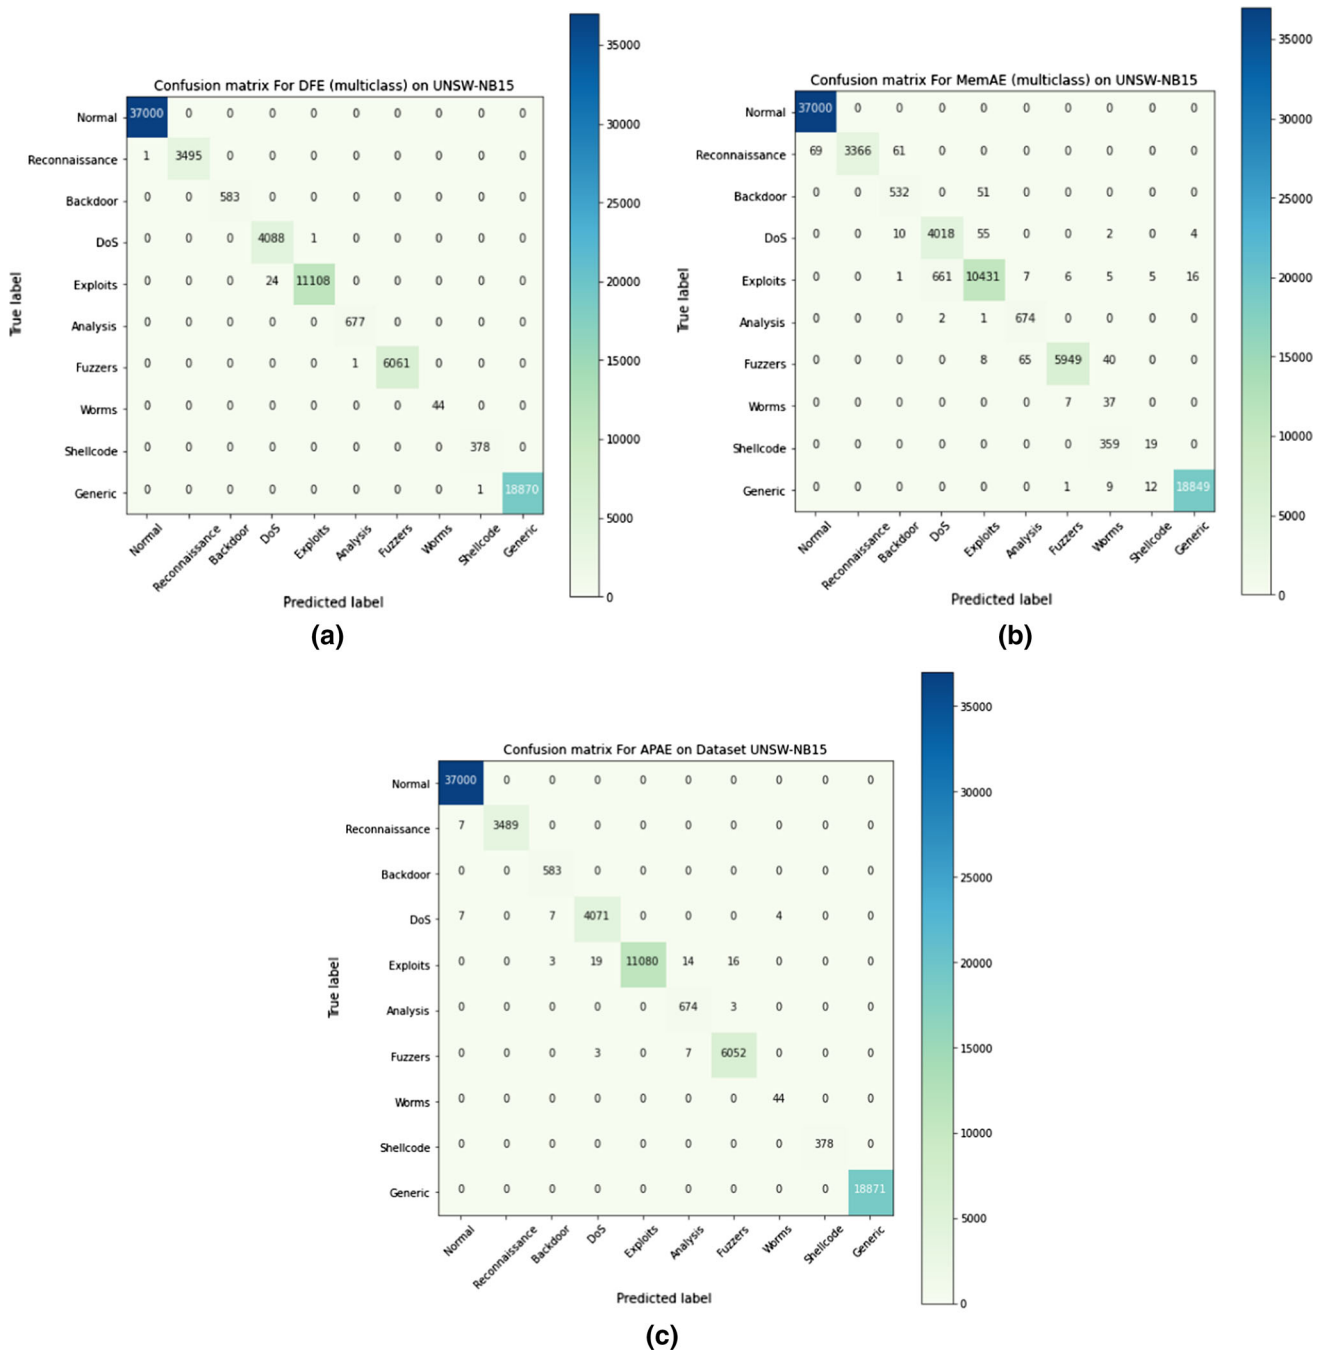 Confusion matrix For DFE (multiclass) on UNSW-NB15
True label
Normal 37000 0 0 0 0 0 0 0 0 0
Reconnaissance 1 3495 0 0 0 0 0 0 0 0
Backdoor 0 0 583 0 0 0 0 0 0 0
DoS 0 0 0 4088 1 0 0 0 0 0
Exploits 0 0 0 24 11108 0 0 0 0 0
Analysis 0 0 0 0 0 677 0 0 0 0
Fuzzers 0 0 0 0 0 1 6061 0 0 0
Worms 0 0 0 0 0 0 0 44 0 0
Shellcode 0 0 0 0 0 0 0 0 378 0
Generic 0 0 0 0 0 0 0 0 1 18870
Normal Reconnaissance Backdoor DoS Exploits Analysis Fuzzers Worms Shellcode Generic
Predicted label
35000
30000
25000
20000
15000
10000
5000
0
(a)
Confusion matrix For MemAE (multiclass) on UNSW-NB15
True label
Normal 37000 0 0 0 0 0 0 0 0 0
Reconnaissance 69 3366 61 0 0 0 0 0 0 0
Backdoor 0 0 532 0 51 0 0 0 0 0
DoS 0 0 10 4018 55 0 0 2 0 4
Exploits 0 0 1 661 10431 7 6 5 5 16
Analysis 0 0 0 2 1 674 0 0 0 0
Fuzzers 0 0 0 0 8 65 5949 40 0 0
Worms 0 0 0 0 0 0 7 37 0 0
Shellcode 0 0 0 0 0 0 0 359 19 0
Generic 0 0 0 0 0 0 1 9 12 18849
Normal Reconnaissance Backdoor DoS Exploits Analysis Fuzzers Worms Shellcode Generic
Predicted label
35000
30000
25000
20000
15000
10000
5000
0
(b)
Confusion matrix For APAE on Dataset UNSW-NB15
True label
Normal 37000 0 0 0 0 0 0 0 0 0
Reconnaissance 7 3489 0 0 0 0 0 0 0 0
Backdoor 0 0 583 0 0 0 0 0 0 0
DoS 7 0 7 4071 0 0 0 4 0 0
Exploits 0 0 3 19 11080 14 16 0 0 0
Analysis 0 0 0 0 0 674 3 0 0 0
Fuzzers 0 0 0 3 0 7 6052 0 0 0
Worms 0 0 0 0 0 0 0 44 0 0
Shellcode 0 0 0 0 0 0 0 0 378 0
Generic 0 0 0 0 0 0 0 0 0 18871
Normal Reconnaissance Backdoor DoS Exploits Analysis Fuzzers Worms Shellcode Generic
Predicted label
35000
30000
25000
20000
15000
10000
5000
0
(c)